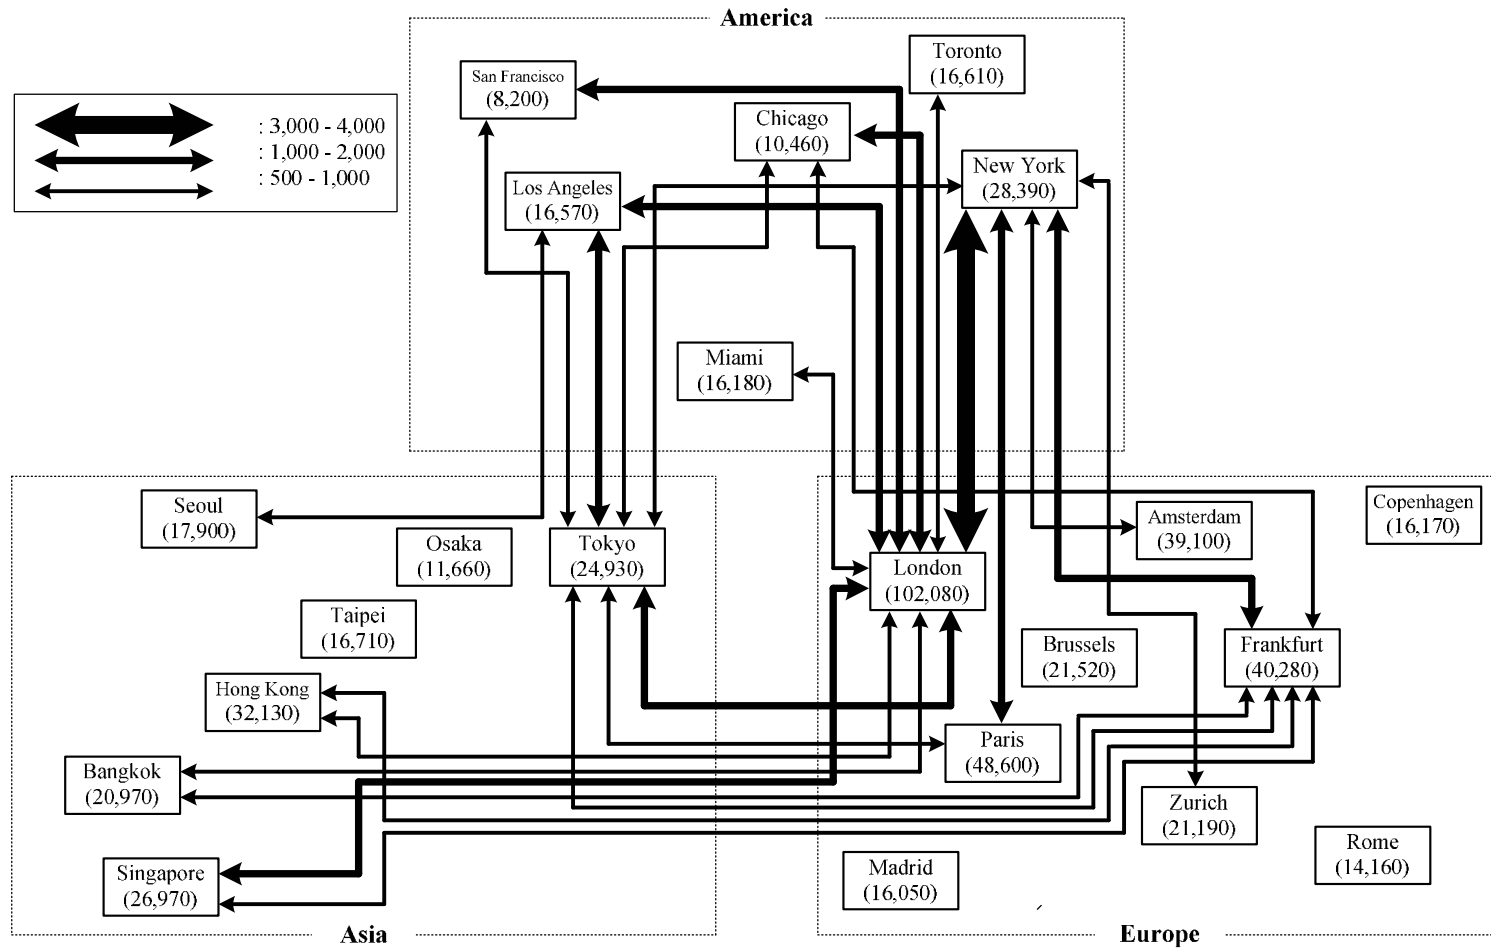 America
Toronto
(16,610)
San Francisco
(8,200)
: 3,000 - 4,000
: 1,000 - 2,000
: 500 - 1,000
Chicago
(10,460)
New York
(28,390)
Los Angeles
(16,570)
Miami
(16,180)
Seoul
(17,900)
Osaka
(11,660)
Tokyo
(24,930)
Taipei
(16,710)
Hong Kong
(32,130)
Bangkok
(20,970)
Singapore
(26,970)
Asia
Copenhagen
(16,170)
Amsterdam
(39,100)
London
(102,080)
Brussels
(21,520)
Frankfurt
(40,280)
Paris
(48,600)
Zurich
(21,190)
Rome
(14,160)
Madrid
(16,050)
Europe